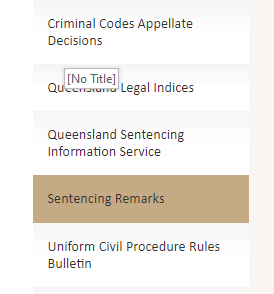 Criminal Codes Appellate
Decisions
[No Title]
Queensland Legal Indices
Queensland Sentencing
Information Service
Sentencing Remarks
Uniform Civil Procedure Rules
Bulletin